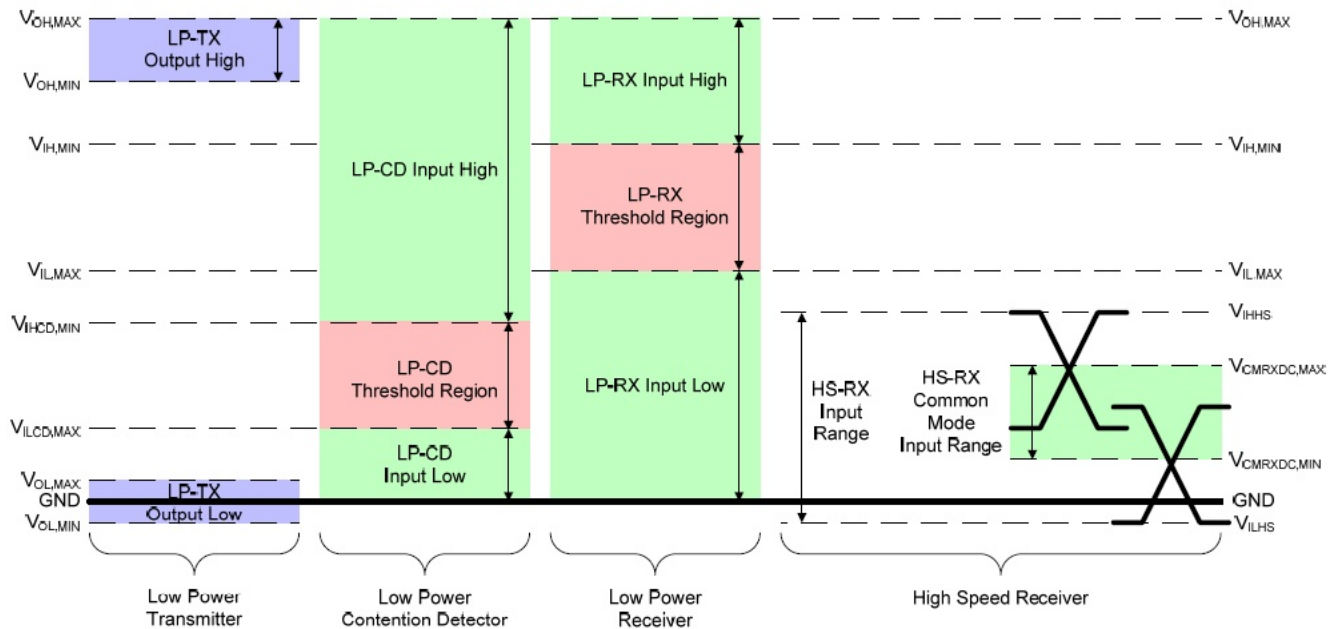 VOH,MAX
VOH,MIN
VIH,MIN
VIL,MAX
VIHCD,MIN
VILCD,MAX
VOL,MAX
GND
VOL,MIN
LP-TX
Output High
LP-TX
Output Low
LP-CD Input High
LP-CD
Threshold Region
LP-CD
Input Low
LP-RX Input High
LP-RX
Threshold Region
LP-RX Input Low
HS-RX
Input
Range
HS-RX
Common
Mode
Input Range
VOH,MAX
VIH,MIN
VIL,MAX
VIHHS
VCMRXDC,MAX
VCMRXDC,MIN
GND
VILHS
Low Power
Transmitter
Low Power
Contention Detector
Low Power
Receiver
High Speed Receiver